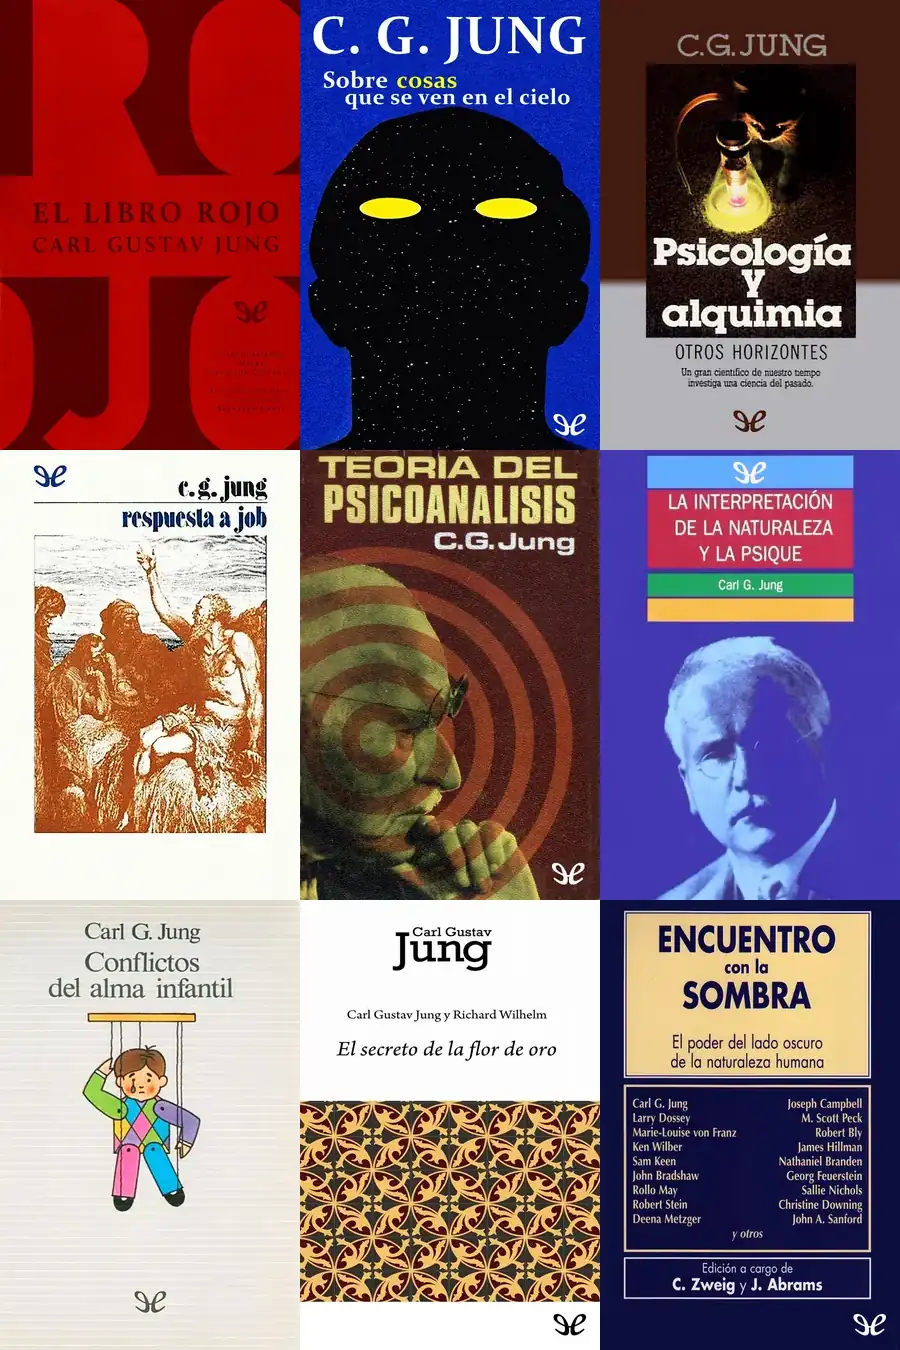 RO
EL LIBRO ROJO
CARL GUSTAV JUNG
JO
C. G. JUNG
Sobre cosas
que se ven en el cielo
C.G. JUNG
Psicología
y
alquimia
OTROS HORIZONTES
Un gran científico de nuestro tiempo
investiga una ciencia del pasado.
c. g. jung
respuesta a job
TEORIA DEL
PSICOANALISIS
C.G. Jung
LA INTERPRETACIÓN
DE LA NATURALEZA
Y LA PSIQUE
Carl G. Jung
Carl G. Jung
Conflictos
del alma infantil
Carl Gustav
Jung
Carl Gustav Jung y Richard Wilhelm
El secreto de la flor de oro
ENCUENTRO
con la
SOMBRA
El poder del lado oscuro
de la naturaleza humana
Carl G. Jung
Larry Dossey
Marie-Louise von Franz
Ken Wilber
Sam Keen
John Bradshaw
Rollo May
Robert Stein
Deena Metzger
Joseph Campbell
M. Scott Peck
Robert Bly
James Hillman
Nathaniel Branden
Georg Feuerstein
Sallie Nichols
Christine Downing
John A. Sanford
y otros
Edición a cargo de
C. Zweig y J. Abrams